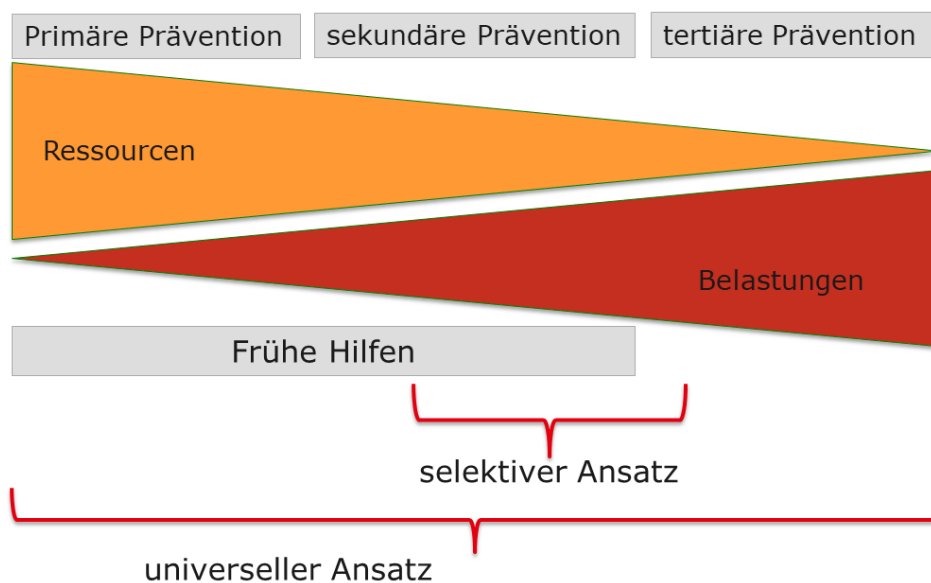 Primäre Prävention
sekundäre Prävention
tertiäre Prävention
Ressourcen
Belastungen
Frühe Hilfen
selektiver Ansatz
universeller Ansatz